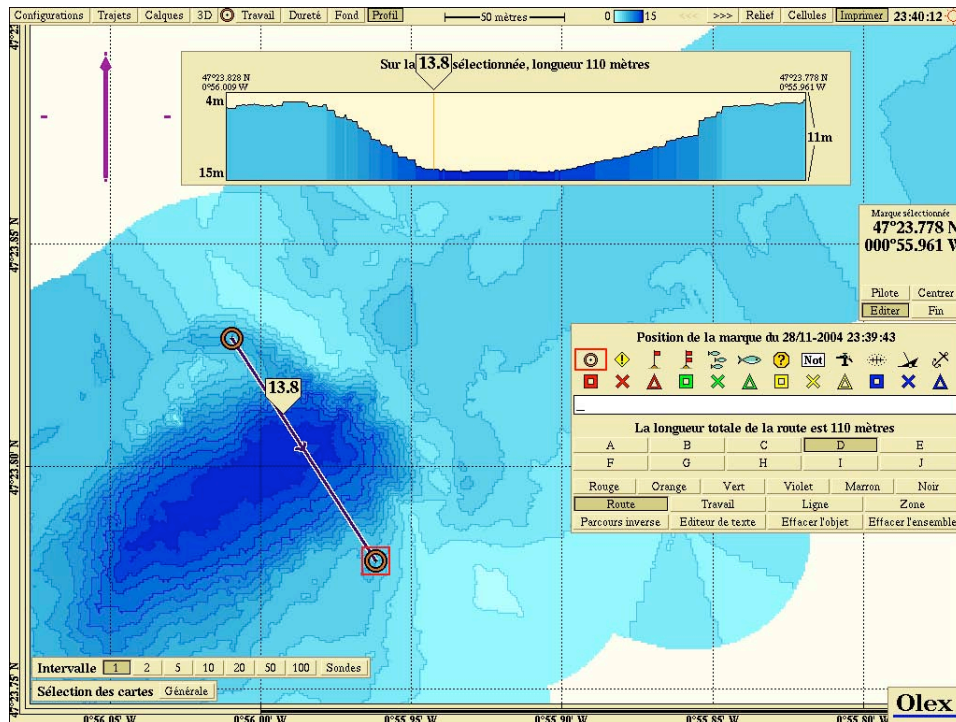 Configurations Trajets Calques 3D Travail Dureté Fond Profil 50 mètres 0 15 <<< >>> Relief Cellules Imprimer 23:40:12
Sur la 13.8 sélectionnée, longueur 110 mètres
47°23.828 N
0°56.009 W
47°23.778 N
0°55.961 W
4m
11m
15m
Marque sélectionnée
47°23.778 N
000°55.961 W
Pilote Centrer
Editer Fin
47°23.85'N
47°23.80'N
47°23.75'N
13.8
Position de la marque du 28/11-2004 23:39:43
Not
La longueur totale de la route est 110 mètres
A B C D E
F G H I J
Rouge Orange Vert Violet Marron Noir
Route Travail Ligne Zone
Parcours inverse Editeur de texte Effacer l'objet Effacer l'ensemble
Intervalle 1 2 5 10 20 50 100 Sondes
Sélection des cartes Générale
0°56.05' W 0°56.00' W 0°55.95' W 0°55.90' W 0°55.85' W 0°55.80' W
Olex